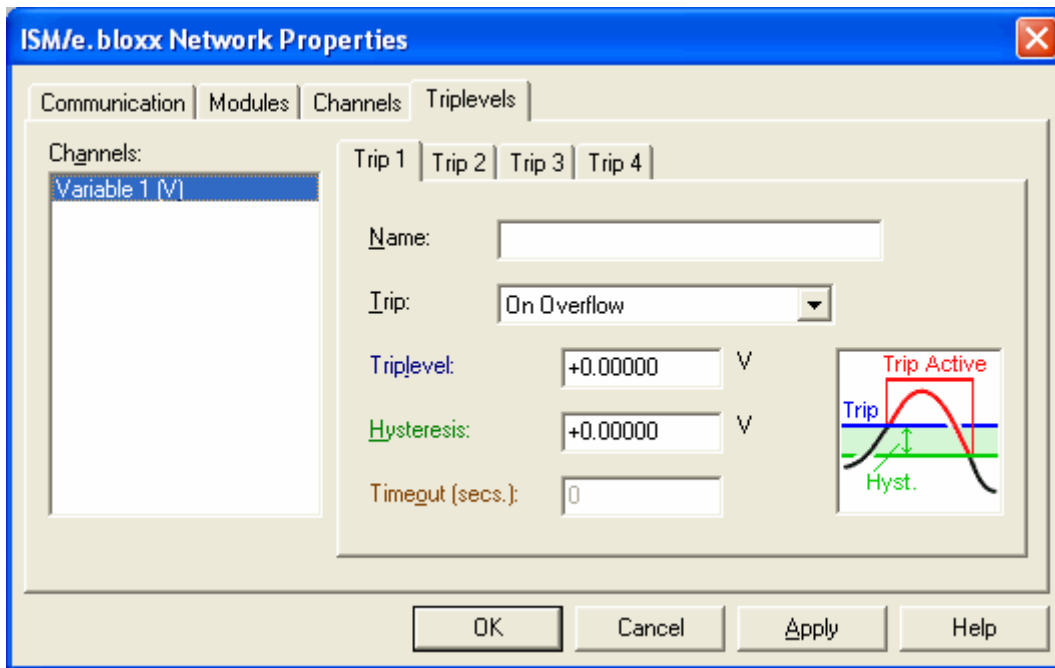 ISM/e.bloxx Network Properties
Communication Modules Channels Triplevels
Channels:
Variable 1 (V)
Trip 1 Trip 2 Trip 3 Trip 4
Name:
Trip: On Overflow
Triplevel: +0.00000 V
Hysteresis: +0.00000 V
Timeout (secs.): 0
Trip Active
Trip
Hyst.
OK Cancel Apply Help